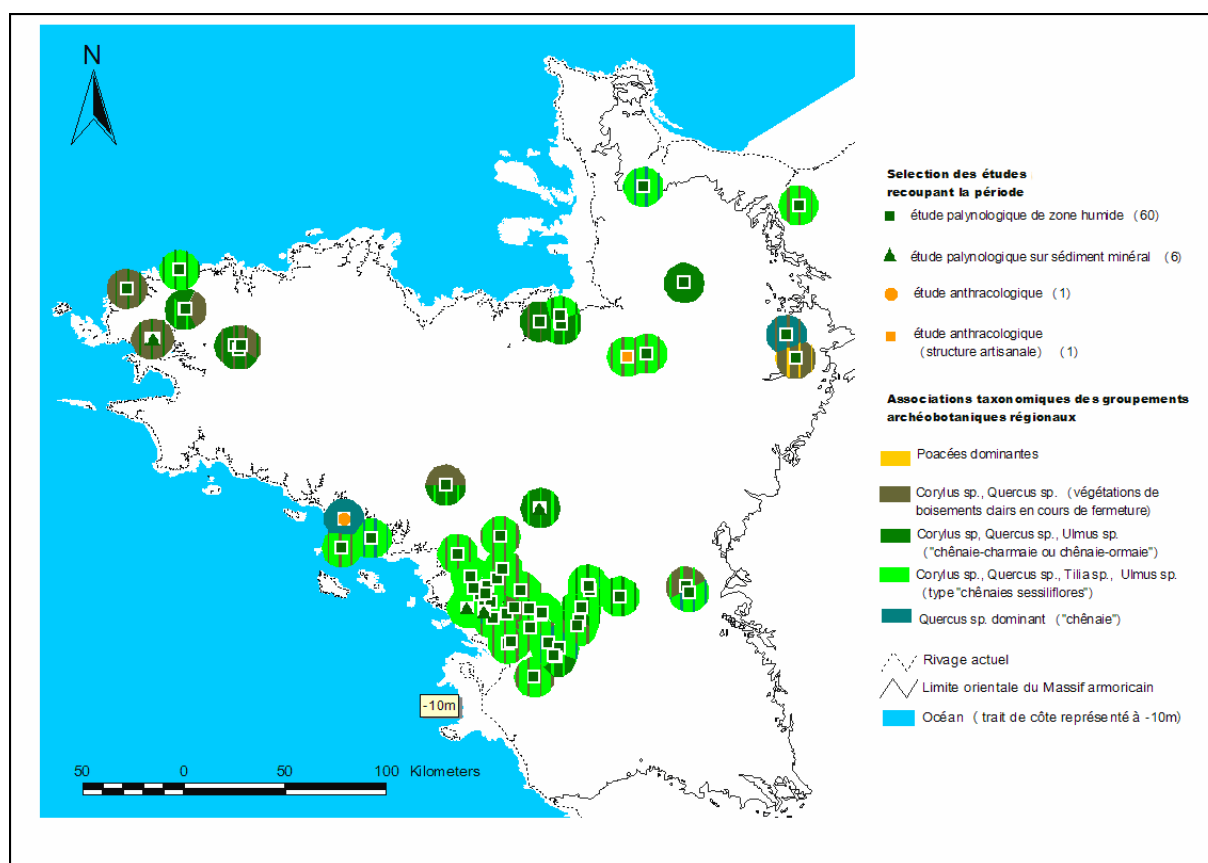 N
Selection des études
recoupant la période
étude palynologique de zone humide (60)
étude palynologique sur sédiment minéral (6)
étude anthracologique (1)
étude anthracologique
(structure artisanale) (1)
Associations taxonomiques des groupements
archéobotaniques régionaux
Poacées dominantes
Corylus sp., Quercus sp. (végétations de
boisements clairs en cours de fermeture)
Corylus sp, Quercus sp., Ulmus sp.
("chênaie-charmaie ou chênaie-ormaie")
Corylus sp., Quercus sp., Tilia sp., Ulmus sp.
(type "chênaies sessiliflores")
Quercus sp. dominant ("chênaie")
Rivage actuel
Limite orientale du Massif armoricain
Océan (trait de côte représenté à -10m)
-10m
50 0 50 100 Kilometers